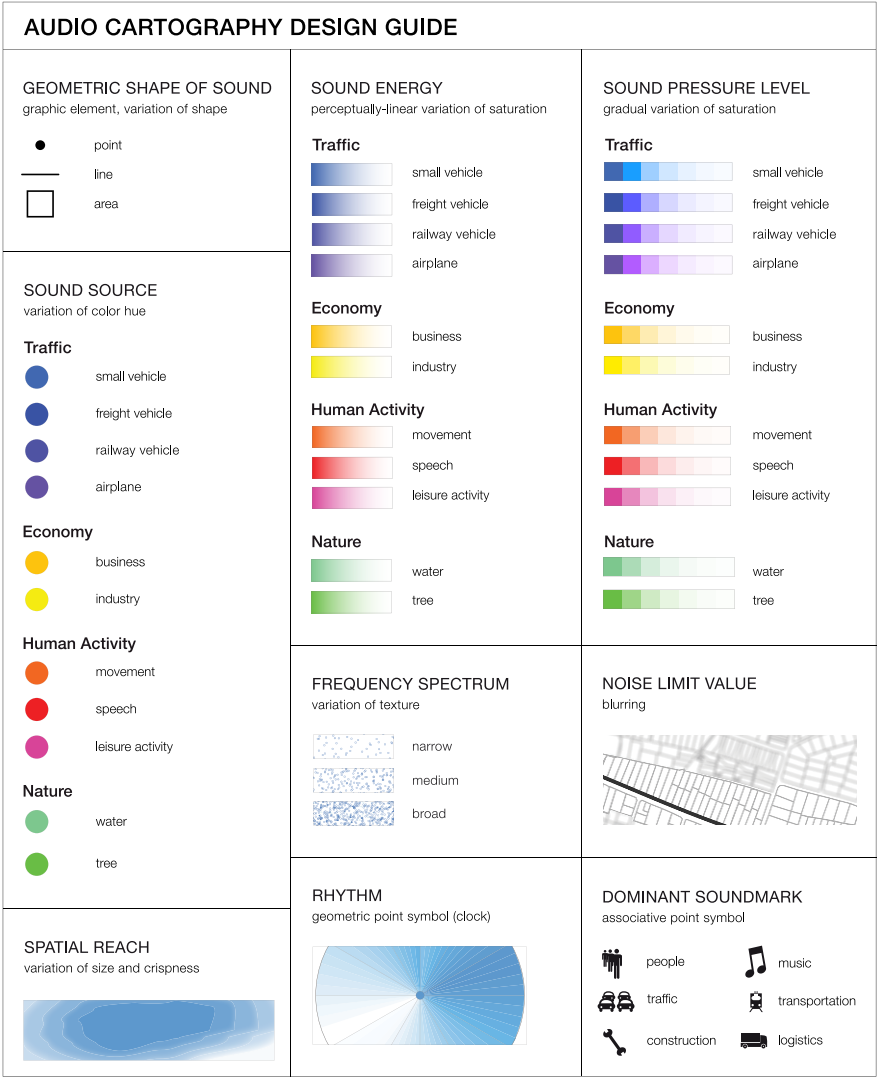 AUDIO CARTOGRAPHY DESIGN GUIDE
GEOMETRIC SHAPE OF SOUND
graphic element, variation of shape
point
line
area
SOUND SOURCE
variation of color hue
Traffic
small vehicle
freight vehicle
railway vehicle
airplane
Economy
business
industry
Human Activity
movement
speech
leisure activity
Nature
water
tree
SPATIAL REACH
variation of size and crispness
SOUND ENERGY
perceptually-linear variation of saturation
Traffic
small vehicle
freight vehicle
railway vehicle
airplane
Economy
business
industry
Human Activity
movement
speech
leisure activity
Nature
water
tree
FREQUENCY SPECTRUM
variation of texture
narrow
medium
broad
RHYTHM
geometric point symbol (clock)
SOUND PRESSURE LEVEL
gradual variation of saturation
Traffic
small vehicle
freight vehicle
railway vehicle
airplane
Economy
business
industry
Human Activity
movement
speech
leisure activity
Nature
water
tree
NOISE LIMIT VALUE
blurring
DOMINANT SOUNDMARK
associative point symbol
people
music
traffic
transportation
construction
logistics